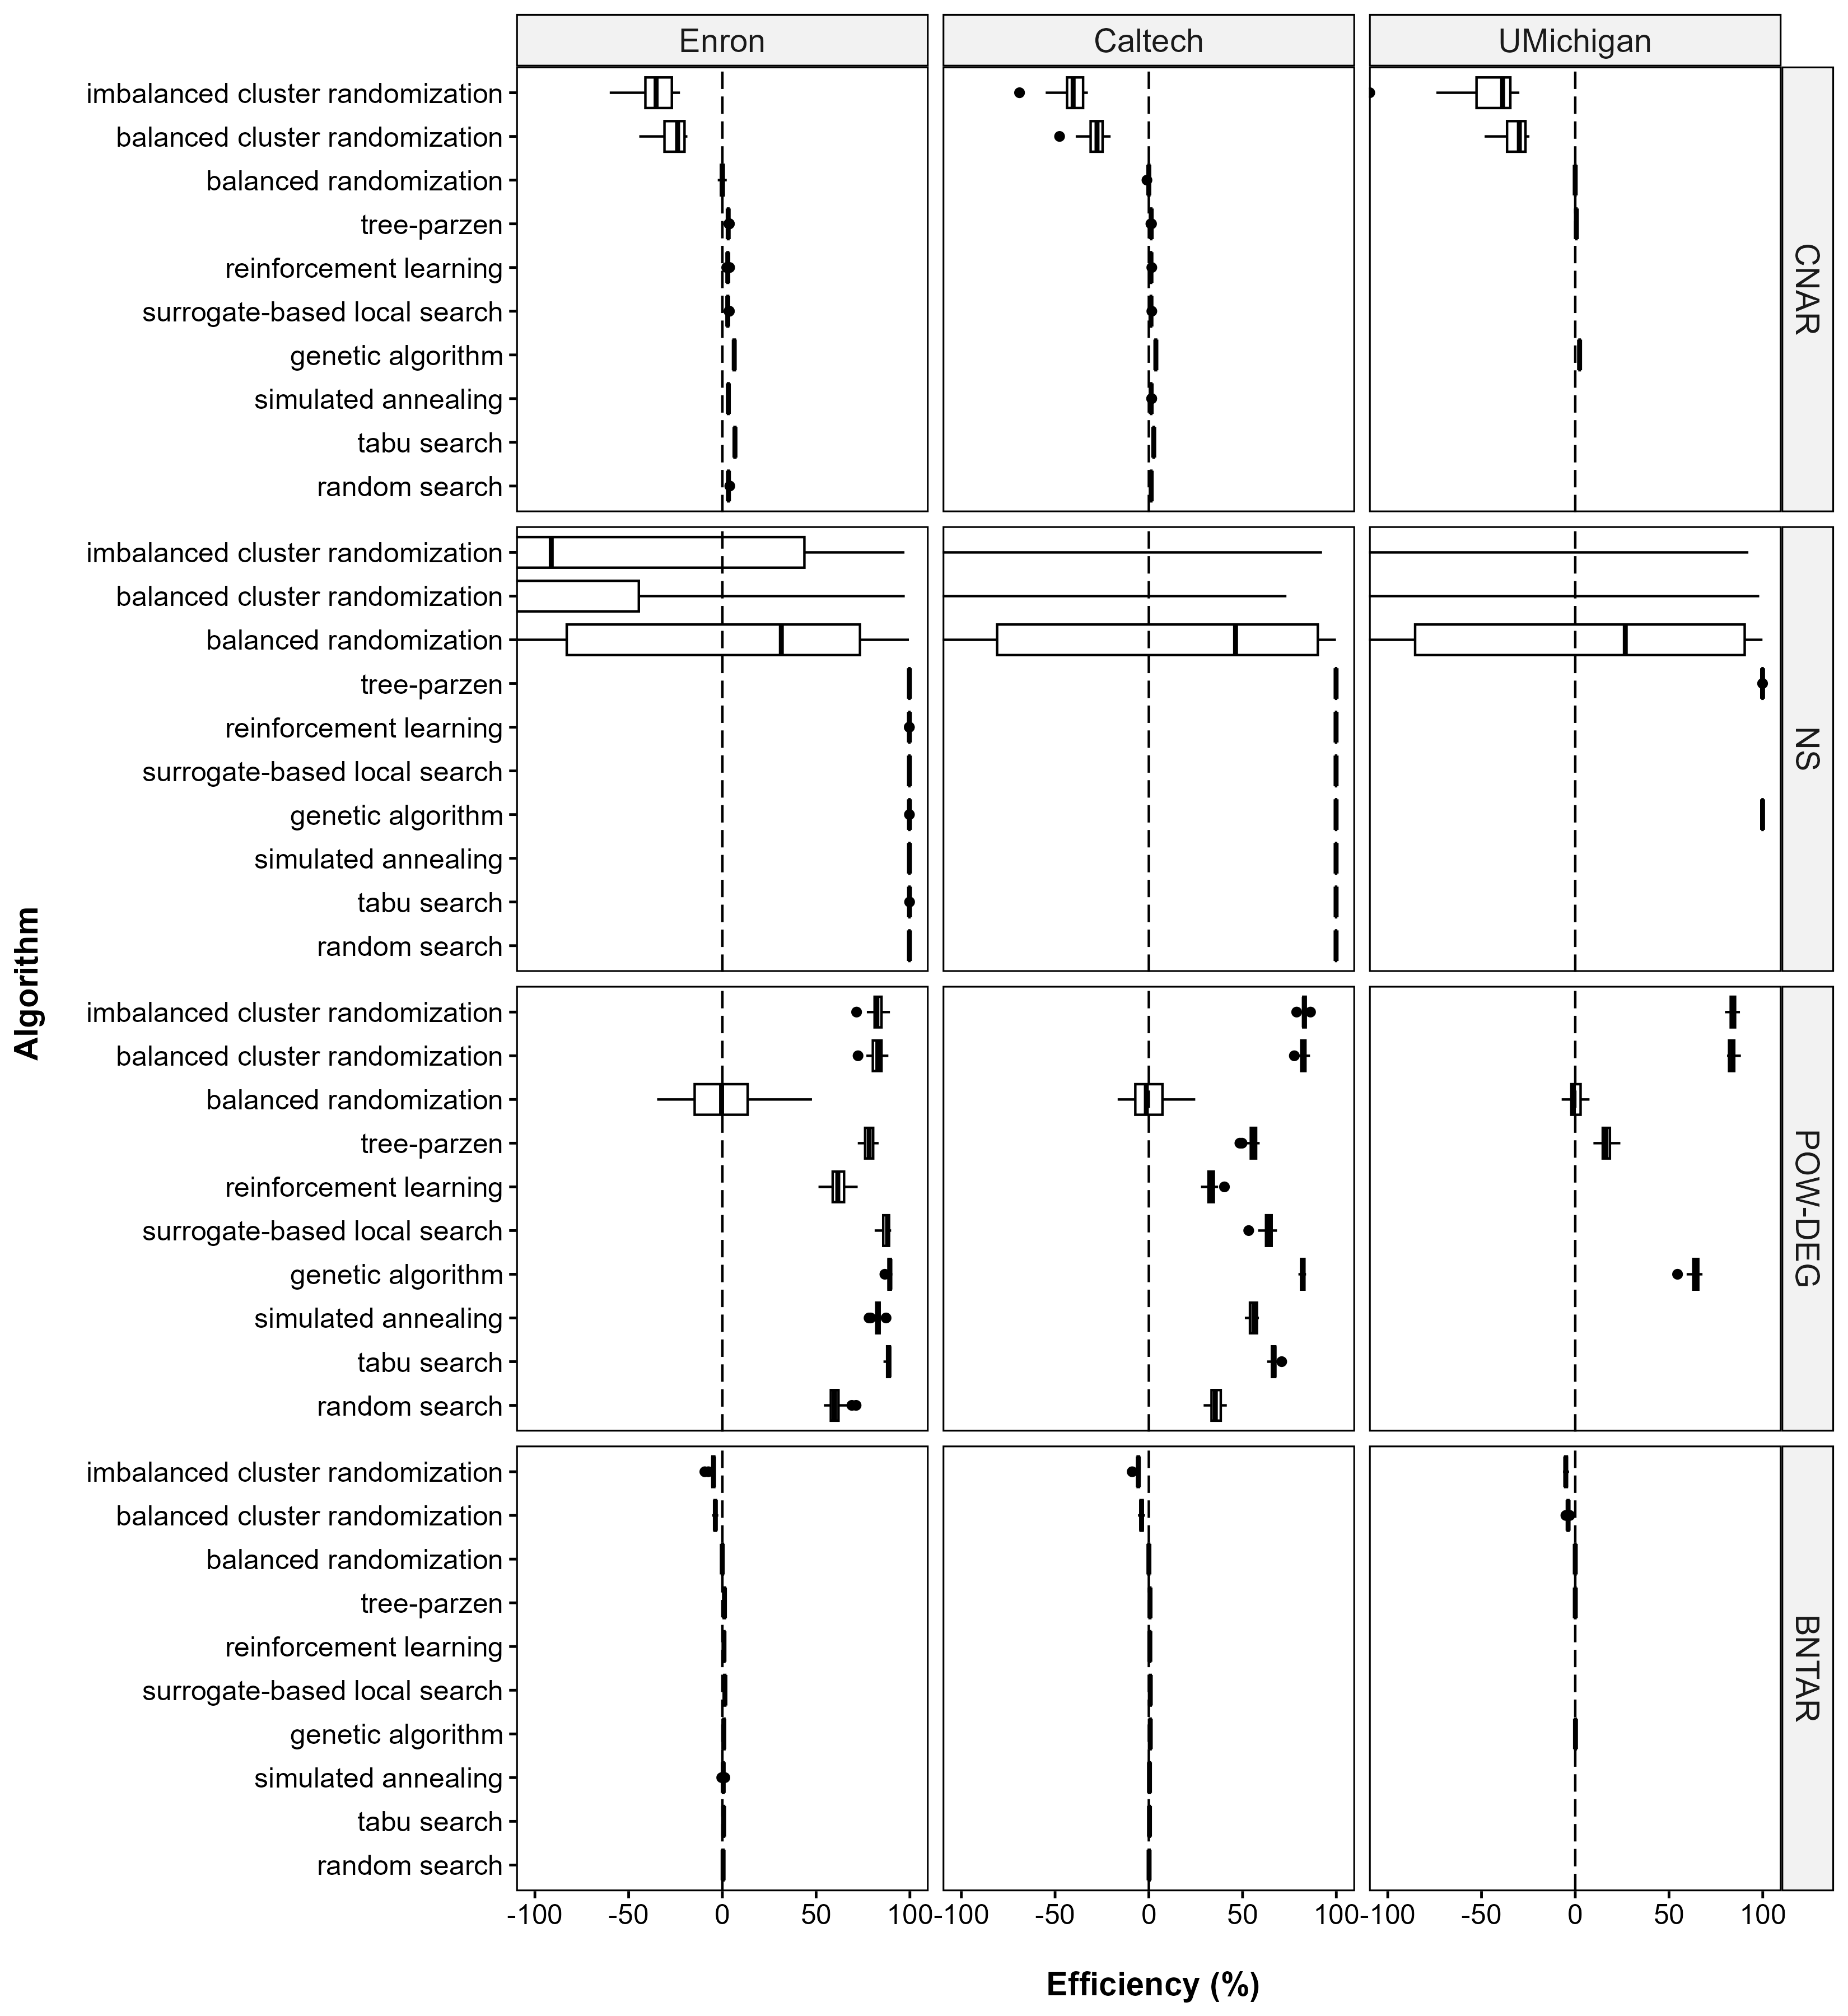 Enron Caltech UMichigan
imbalanced cluster randomization
balanced cluster randomization
balanced randomization
tree-parzen
reinforcement learning
surrogate-based local search
genetic algorithm
simulated annealing
tabu search
random search
CNAR
imbalanced cluster randomization
balanced cluster randomization
balanced randomization
tree-parzen
reinforcement learning
surrogate-based local search
genetic algorithm
simulated annealing
tabu search
random search
NS
imbalanced cluster randomization
balanced cluster randomization
balanced randomization
tree-parzen
reinforcement learning
surrogate-based local search
genetic algorithm
simulated annealing
tabu search
random search
POW-DEG
imbalanced cluster randomization
balanced cluster randomization
balanced randomization
tree-parzen
reinforcement learning
surrogate-based local search
genetic algorithm
simulated annealing
tabu search
random search
BNTAR
-100 -50 0 50 100 -100 -50 0 50 100 -100 -50 0 50 100
Efficiency (%)
Algorithm